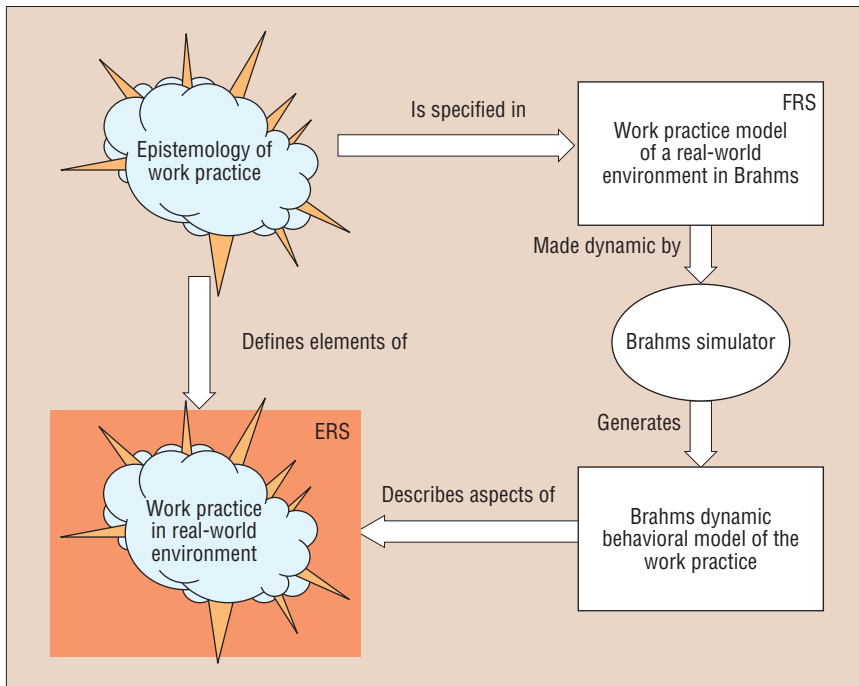 Epistemology of
work practice
Is specified in
FRS
Work practice model
of a real-world
environment in Brahms
Made dynamic by
Brahms simulator
Defines elements of
Generates
ERS
Work practice
in real-world
environment
Describes aspects of
Brahms dynamic
behavioral model of the
work practice